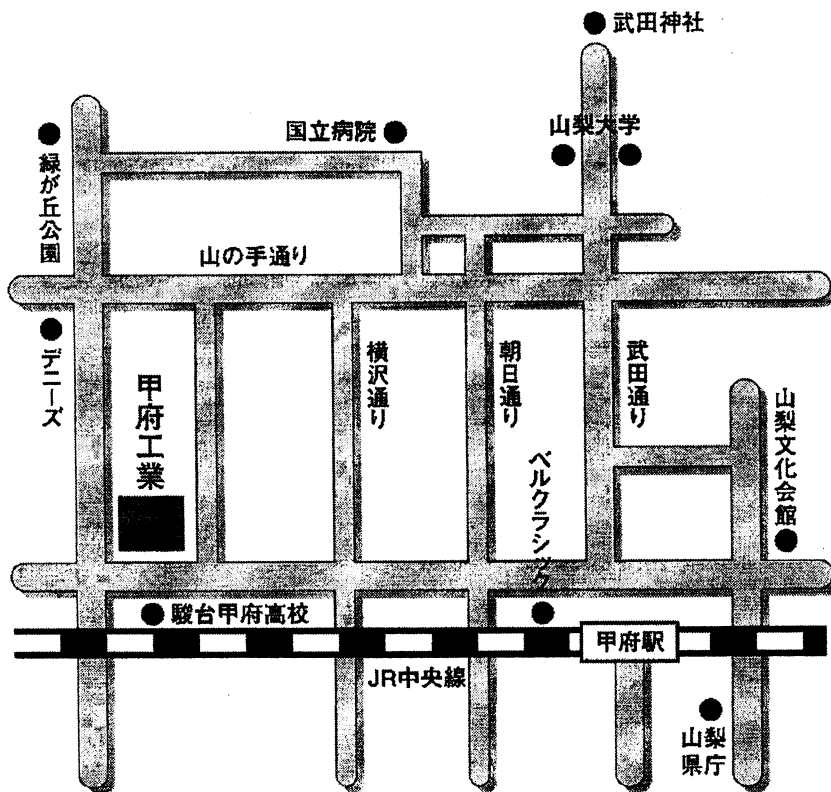 武田神社
国立病院
山梨大学
緑が丘公園
山の手通り
デニーズ
甲府工業
横沢通り
朝日通り
武田通り
山梨文化会館
ベルクラシック
駿台甲府高校
甲府駅
JR中央線
山梨
県庁